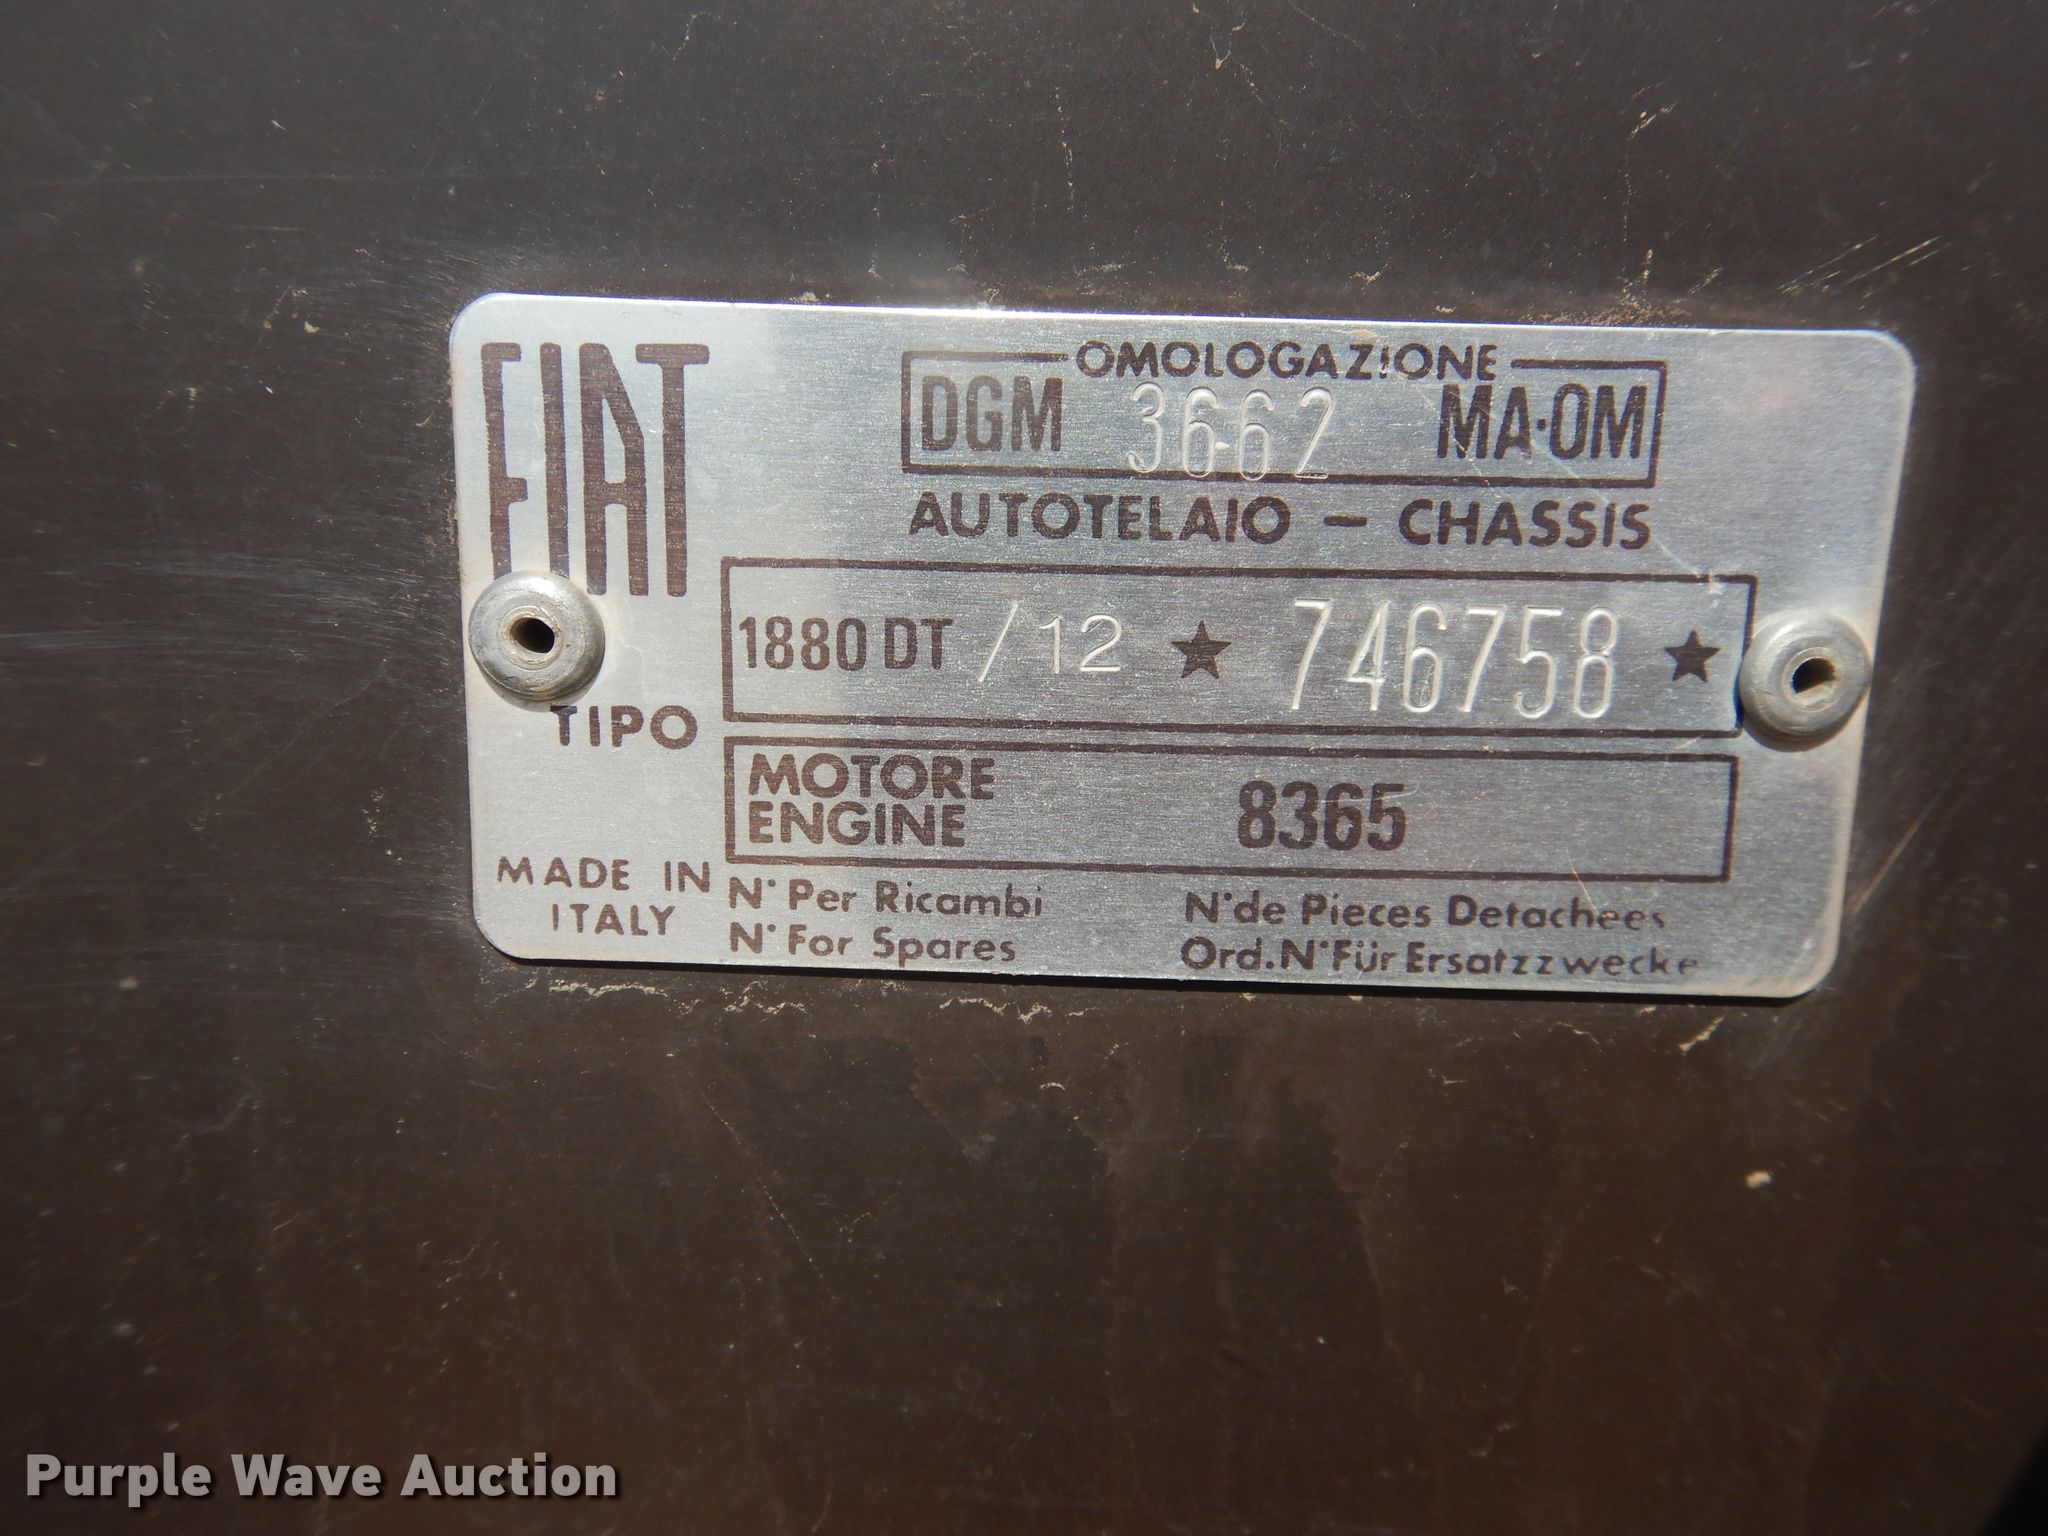 FIAT
OMOLOGAZIONE
DGM 3662 MA·OM
AUTOTELAIO – CHASSIS
1880 DT /12 ★ 746758 ★
TIPO
MOTORE
ENGINE 8365
MADE IN
ITALY
N° Per Ricambi
N° For Spares
N° de Pieces Detachees
Ord. N° Für Ersatzzwecke
Purple Wave Auction